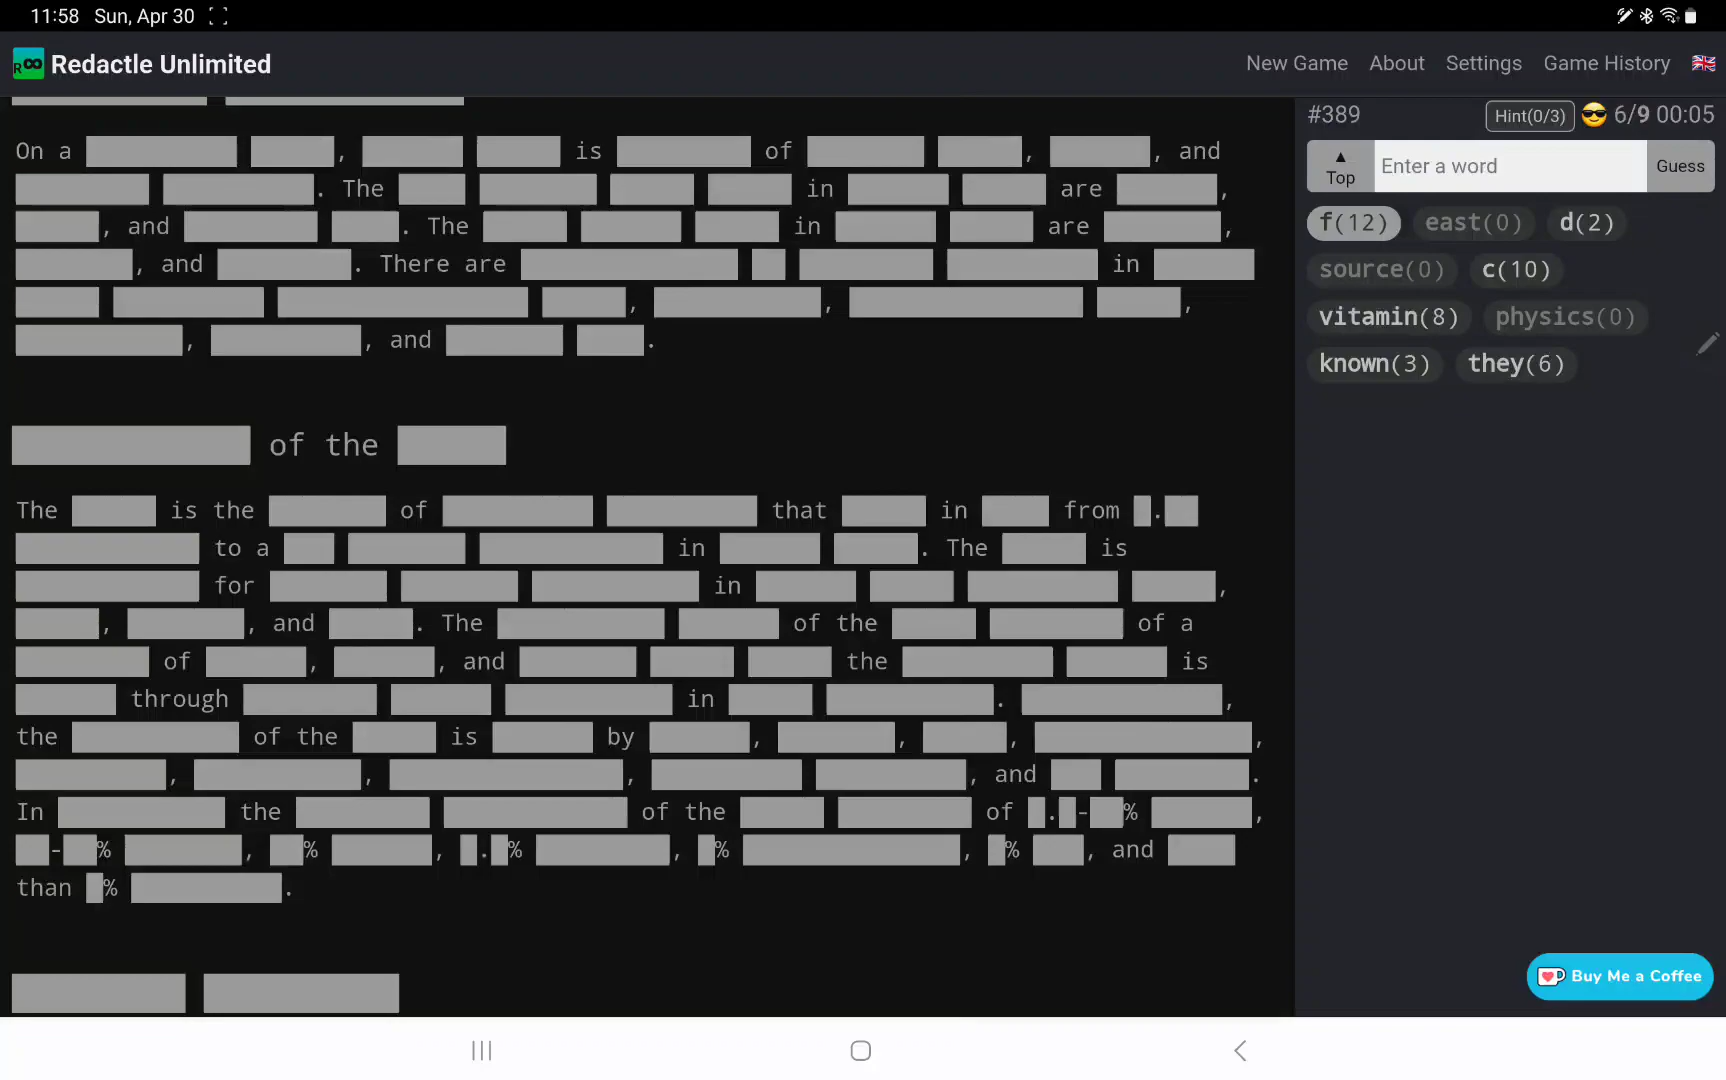 11:58 Sun, Apr 30
R∞ Redactle Unlimited
New Game About Settings Game History
#389 Hint(0/3) 😎 6/9 00:05
▲ Top Enter a word Guess
f(12) east(0) d(2)
source(0) c(10)
vitamin(8) physics(0)
known(3) they(6)
On a , is of , , and
. The in are ,
, and . The in are ,
, and . There are in
, , ,
, , and .
of the
The is the of that in from .
to a in . The is
for in ,
, , and . The of the of a
of , , and the is
through in . ,
the of the is by , , , ,
, , , , and .
In the of the of . - % ,
- % , % , . % , % , % , and
than % .
Buy Me a Coffee